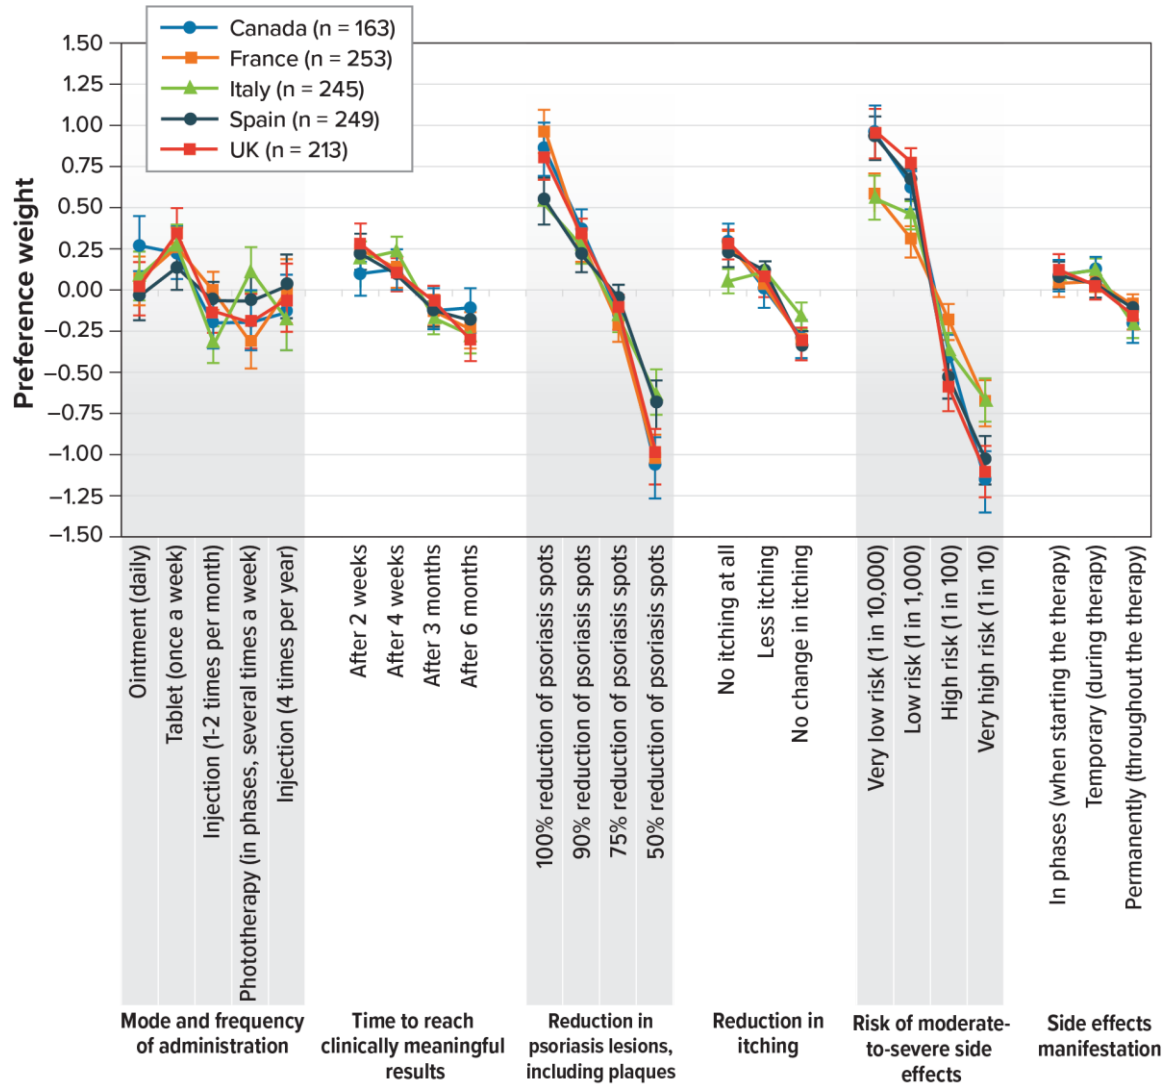 Canada (n = 163)
France (n = 253)
Italy (n = 245)
Spain (n = 249)
UK (n = 213)
Preference weight
1.50
1.25
1.00
0.75
0.50
0.25
0.00
−0.25
−0.50
−0.75
−1.00
−1.25
−1.50
Ointment (daily)
Tablet (once a week)
Injection (1-2 times per month)
Phototherapy (in phases, several times a week)
Injection (4 times per year)
After 2 weeks
After 4 weeks
After 3 months
After 6 months
100% reduction of psoriasis spots
90% reduction of psoriasis spots
75% reduction of psoriasis spots
50% reduction of psoriasis spots
No itching at all
Less itching
No change in itching
Very low risk (1 in 10,000)
Low risk (1 in 1,000)
High risk (1 in 100)
Very high risk (1 in 10)
In phases (when starting the therapy)
Temporary (during therapy)
Permanently (throughout the therapy)
Mode and frequency
of administration
Time to reach
clinically meaningful
results
Reduction in
psoriasis lesions,
including plaques
Reduction in
itching
Risk of moderate-
to-severe side
effects
Side effects
manifestation